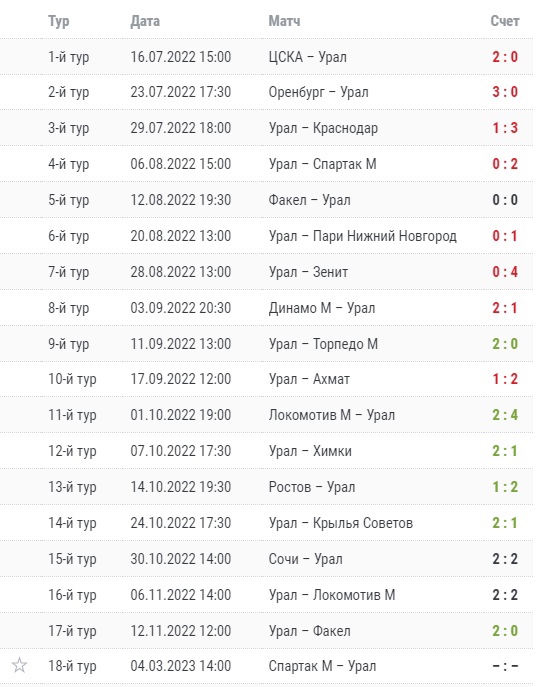 Тур Дата Матч Счет
1-й тур 16.07.2022 15:00 ЦСКА – Урал 2 : 0
2-й тур 23.07.2022 17:30 Оренбург – Урал 3 : 0
3-й тур 29.07.2022 18:00 Урал – Краснодар 1 : 3
4-й тур 06.08.2022 15:00 Урал – Спартак М 0 : 2
5-й тур 12.08.2022 19:30 Факел – Урал 0 : 0
6-й тур 20.08.2022 13:00 Урал – Пари Нижний Новгород 0 : 1
7-й тур 28.08.2022 13:00 Урал – Зенит 0 : 4
8-й тур 03.09.2022 20:30 Динамо М – Урал 2 : 1
9-й тур 11.09.2022 13:00 Урал – Торпедо М 2 : 0
10-й тур 17.09.2022 12:00 Урал – Ахмат 1 : 2
11-й тур 01.10.2022 19:00 Локомотив М – Урал 2 : 4
12-й тур 07.10.2022 17:30 Урал – Химки 2 : 1
13-й тур 14.10.2022 19:30 Ростов – Урал 1 : 2
14-й тур 24.10.2022 17:30 Урал – Крылья Советов 2 : 1
15-й тур 30.10.2022 14:00 Сочи – Урал 2 : 2
16-й тур 06.11.2022 14:00 Урал – Локомотив М 2 : 2
17-й тур 12.11.2022 12:00 Урал – Факел 2 : 0
18-й тур 04.03.2023 14:00 Спартак М – Урал – : –